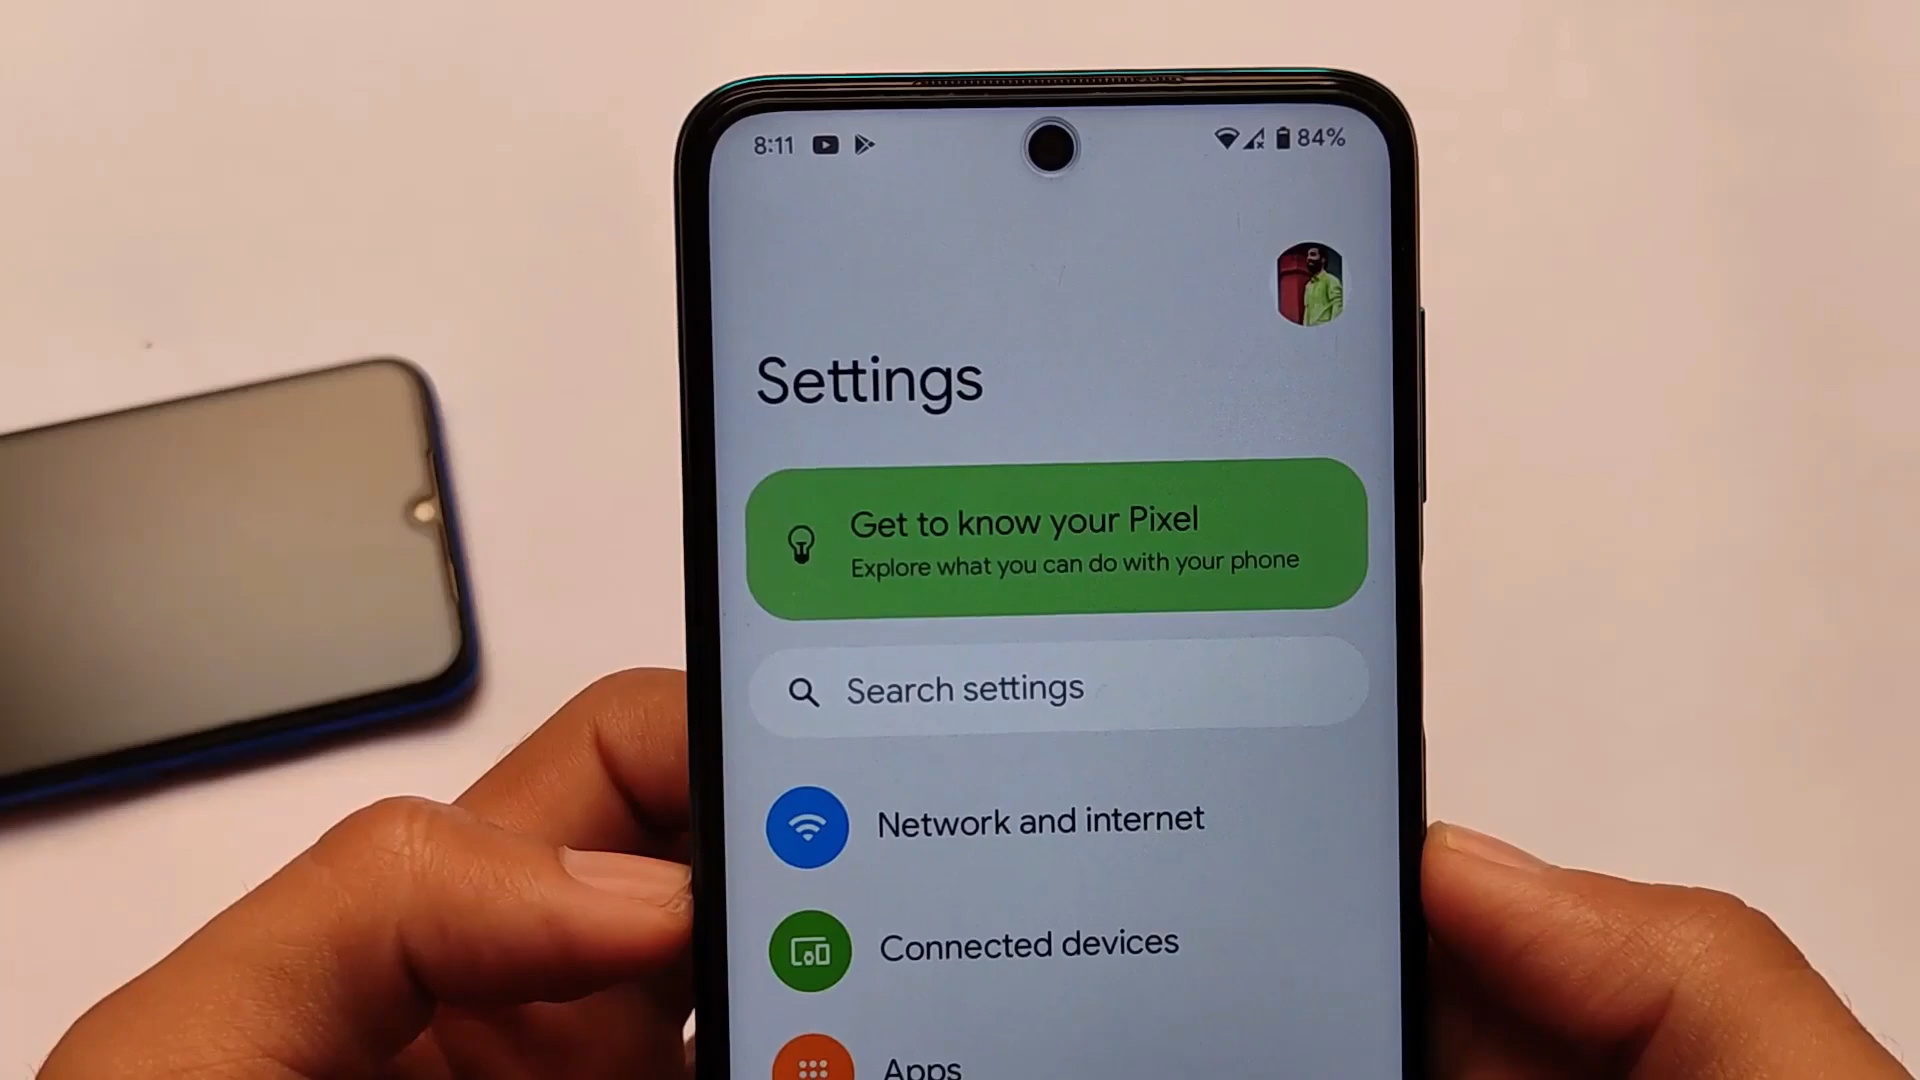 8:11
84%
Settings
Get to know your Pixel
Explore what you can do with your phone
Search settings
Network and internet
Connected devices
Apps